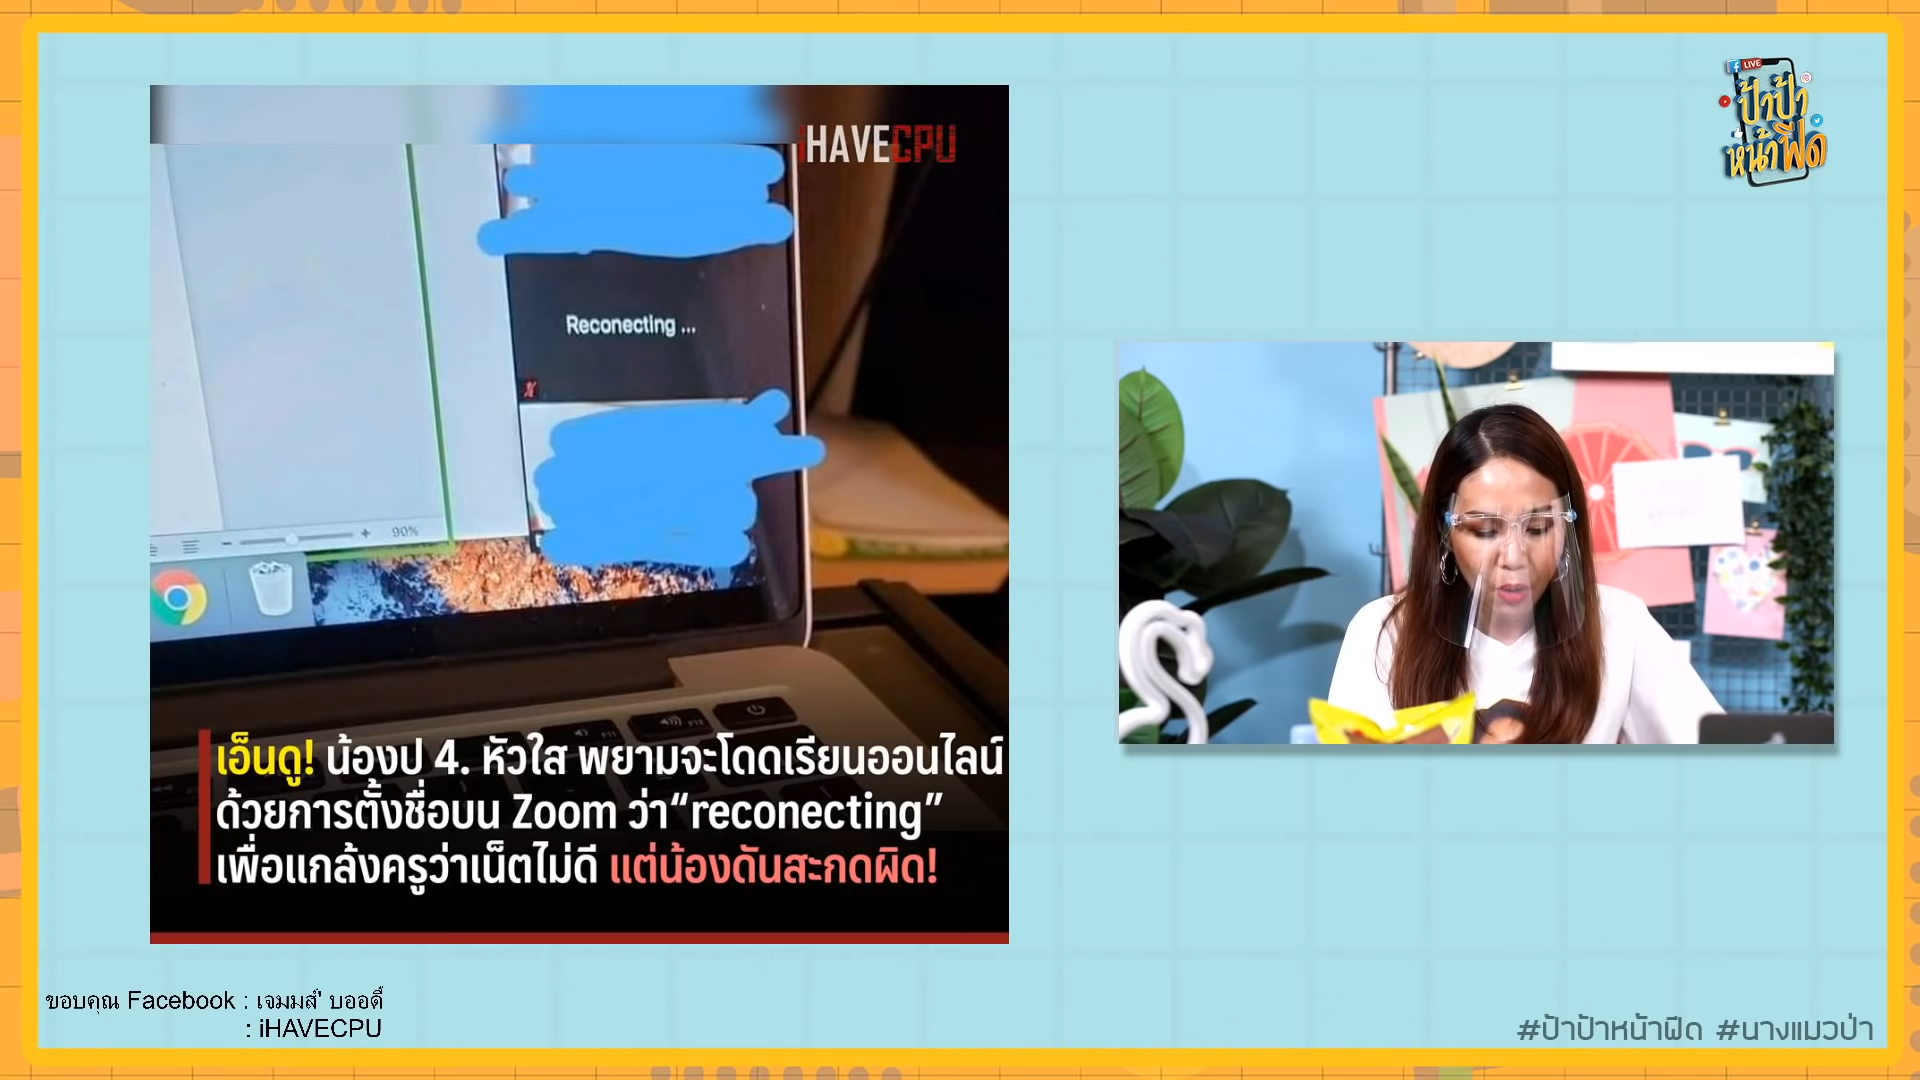 iHAVECPU
LIVE
ป้าป้า
หน้าฟีด
Reconecting ...
90%
เอ็นดู! น้องป 4. หัวใส พยามจะโดดเรียนออนไลน์
ด้วยการตั้งชื่อบน Zoom ว่า“reconecting”
เพื่อแกล้งครูว่าเน็ตไม่ดี แต่น้องดันสะกดผิด!
ขอบคุณ Facebook : เจมมส์' บออดี้
: iHAVECPU
#ป้าป้าหน้าฟีด #นางแมวป่า